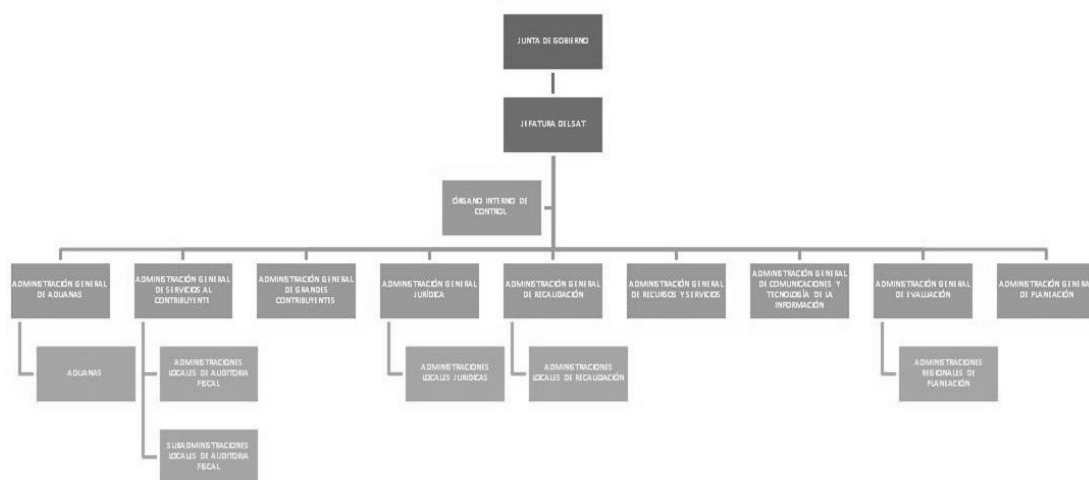 JUNTA DE GOBIERNO
JEFATURA DEL SAT
ÓRGANO INTERNO DE
CONTROL
ADMINISTRACIÓN GENERAL
DE ADUANAS
ADMINISTRACIÓN GENERAL
DE SERVICIOS AL
CONTRIBUYENTE
ADMINISTRACIÓN GENERAL
DE GRANDES
CONTRIBUYENTES
ADMINISTRACIÓN GENERAL
JURÍDICA
ADMINISTRACIÓN GENERAL
DE RECAUDACIÓN
ADMINISTRACIÓN GENERAL
DE RECURSOS Y SERVICIOS
ADMINISTRACIÓN GENERAL
DE COMUNICACIONES Y
TECNOLOGÍA DE LA
INFORMACIÓN
ADMINISTRACIÓN GENERAL
DE EVALUACIÓN
ADMINISTRACIÓN GENERAL
DE PLANEACIÓN
ADUANAS
ADMINISTRACIONES
LOCALES DE AUDITORIA
FISCAL
ADMINISTRACIONES
LOCALES JURÍDICAS
ADMINISTRACIONES
LOCALES DE RECAUDACIÓN
ADMINISTRACIONES
REGIONALES DE
PLANEACIÓN
SUBADMINISTRACIONES
LOCALES DE AUDITORIA
FISCAL